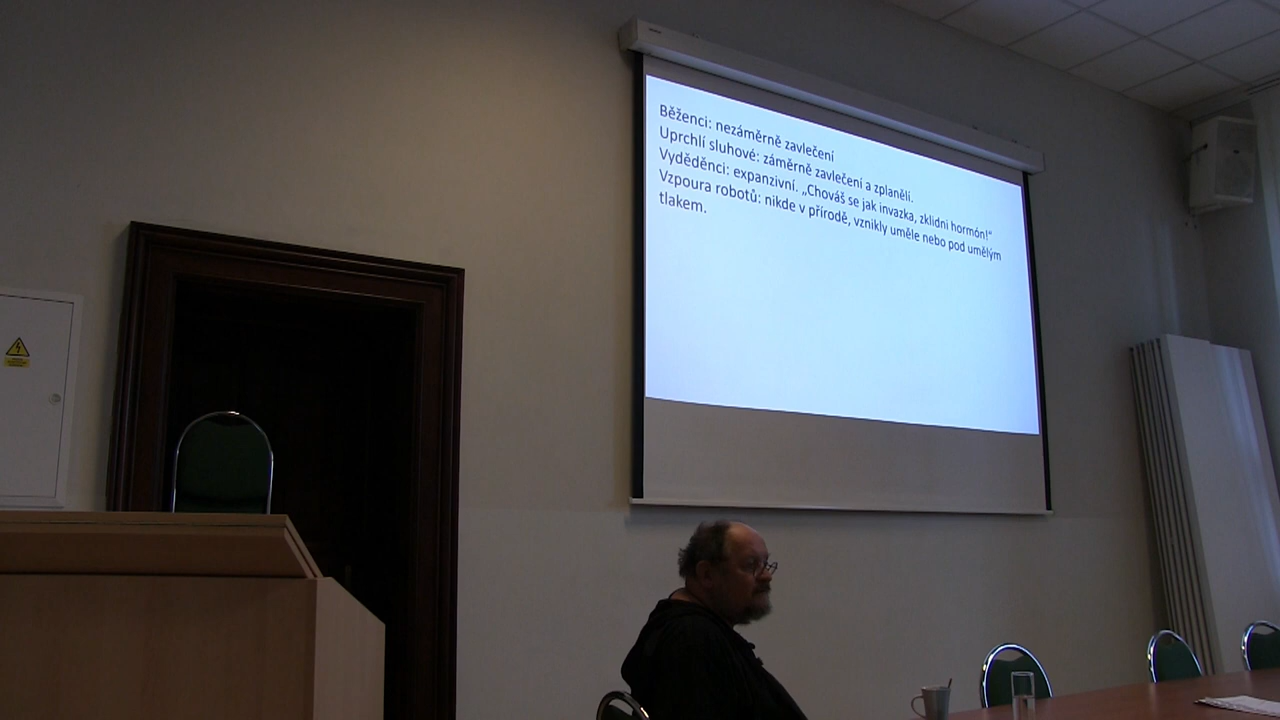 Běženci: nezáměrně zavlečení
Uprchlí sluhové: záměrně zavlečení a zplanělí.
Vyděděnci: expanzivní. „Chováš se jak invazka, zklidni hormón!“
Vzpoura robotů: nikde v přírodě, vznikly uměle nebo pod umělým
tlakem.